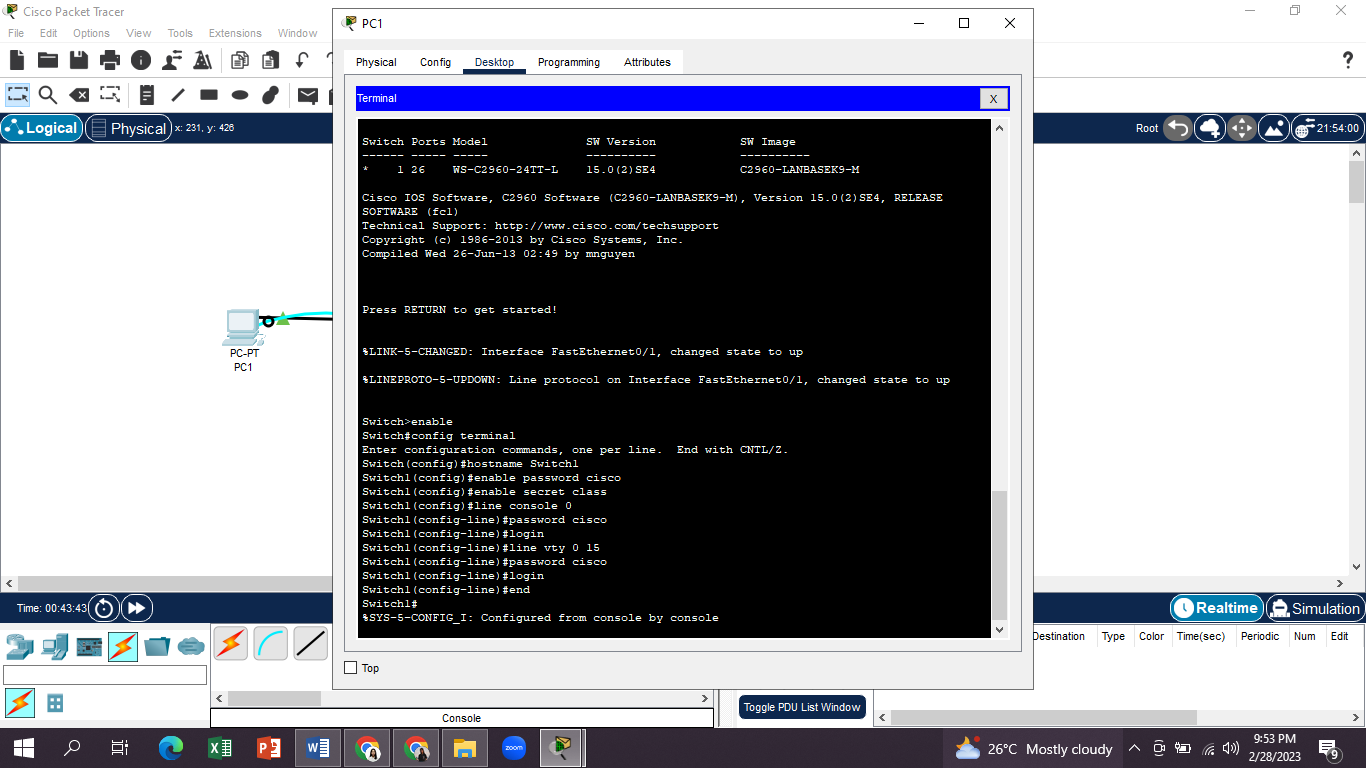 Cisco Packet Tracer
File Edit Options View Tools Extensions Window
Logical Physical x: 231, y: 426
Root 21:54:00
PC-PT
PC1
PC1
Physical Config Desktop Programming Attributes
Terminal X
Switch Ports Model SW Version SW Image
------ ----- ----- ---------- ----------
* 1 26 WS-C2960-24TT-L 15.0(2)SE4 C2960-LANBASEK9-M
Cisco IOS Software, C2960 Software (C2960-LANBASEK9-M), Version 15.0(2)SE4, RELEASE
SOFTWARE (fc1)
Technical Support: http://www.cisco.com/techsupport
Copyright (c) 1986-2013 by Cisco Systems, Inc.
Compiled Wed 26-Jun-13 02:49 by mnguyen
Press RETURN to get started!
%LINK-5-CHANGED: Interface FastEthernet0/1, changed state to up
%LINEPROTO-5-UPDOWN: Line protocol on Interface FastEthernet0/1, changed state to up
Switch>enable
Switch#config terminal
Enter configuration commands, one per line. End with CNTL/Z.
Switch(config)#hostname Switch1
Switch1(config)#enable password cisco
Switch1(config)#enable secret class
Switch1(config)#line console 0
Switch1(config-line)#password cisco
Switch1(config-line)#login
Switch1(config-line)#line vty 0 15
Switch1(config-line)#password cisco
Switch1(config-line)#login
Switch1(config-line)#end
Switch1#
%SYS-5-CONFIG_I: Configured from console by console
Top
Time: 00:43:43
Realtime Simulation
Destination Type Color Time(sec) Periodic Num Edit
Toggle PDU List Window
Console
zoom
26°C Mostly cloudy
9:53 PM
2/28/2023
9